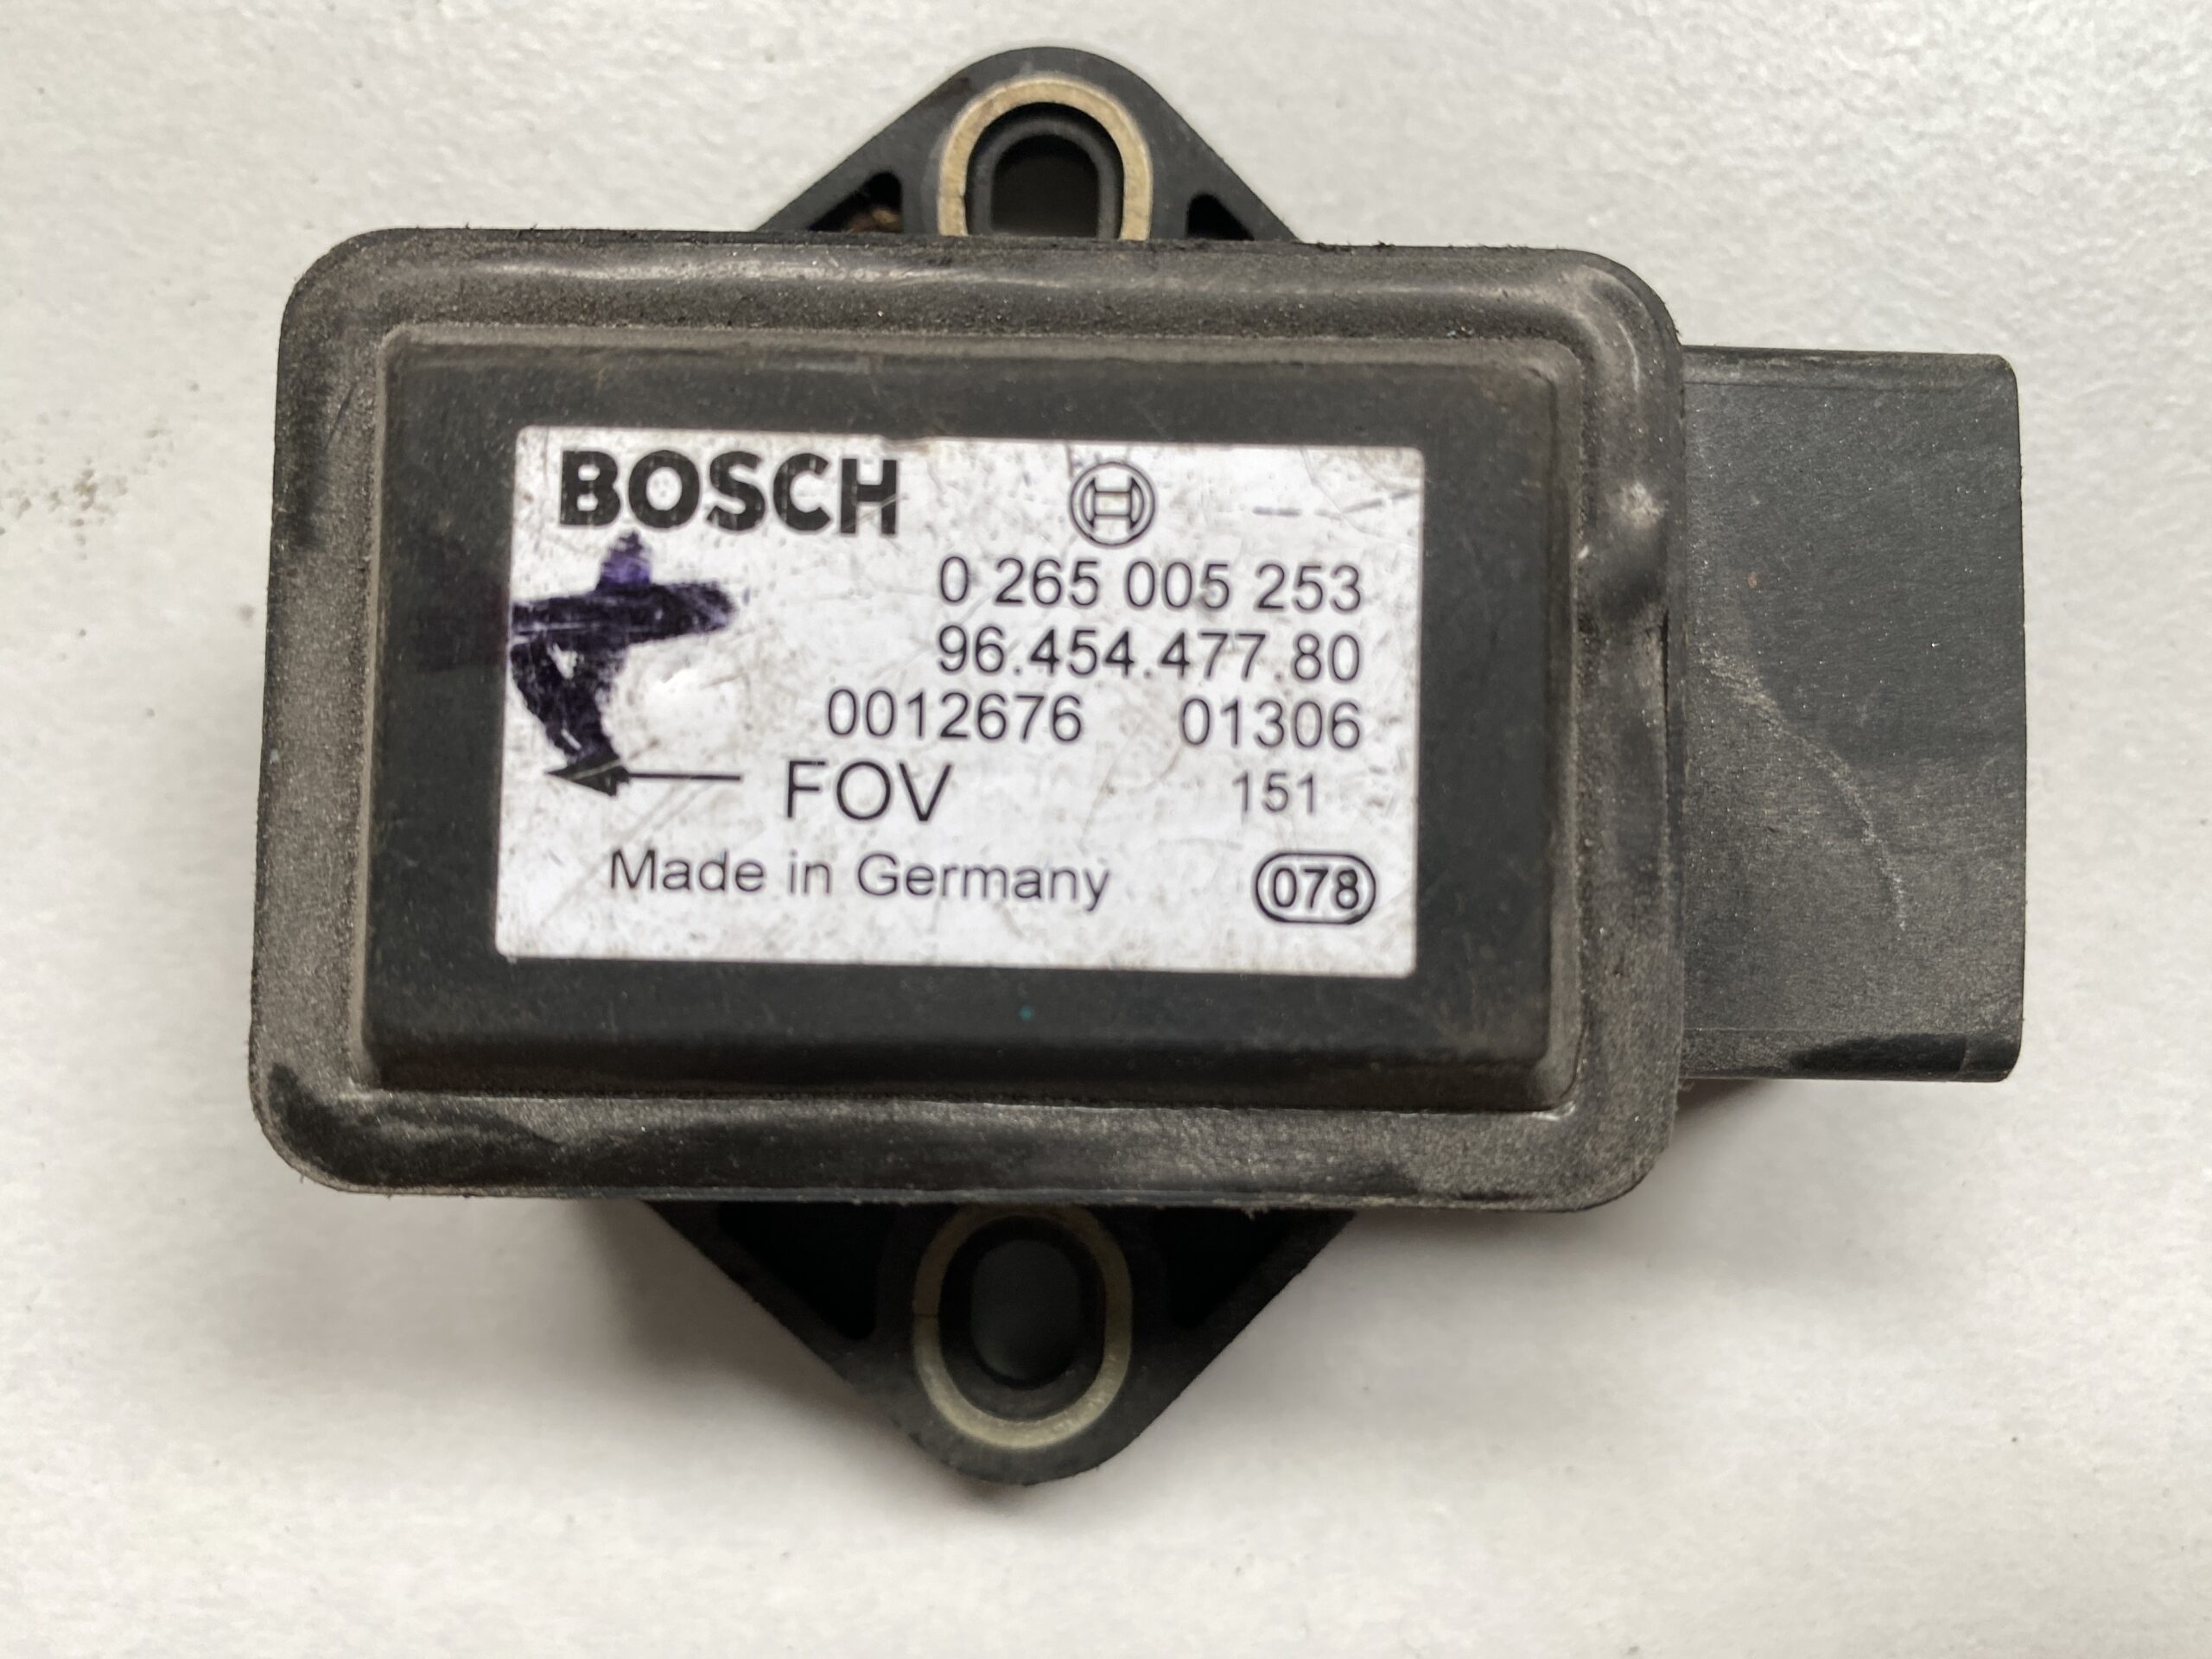 BOSCH
0 265 005 253
96.454.477.80
0012676 01306
FOV 151
Made in Germany 078